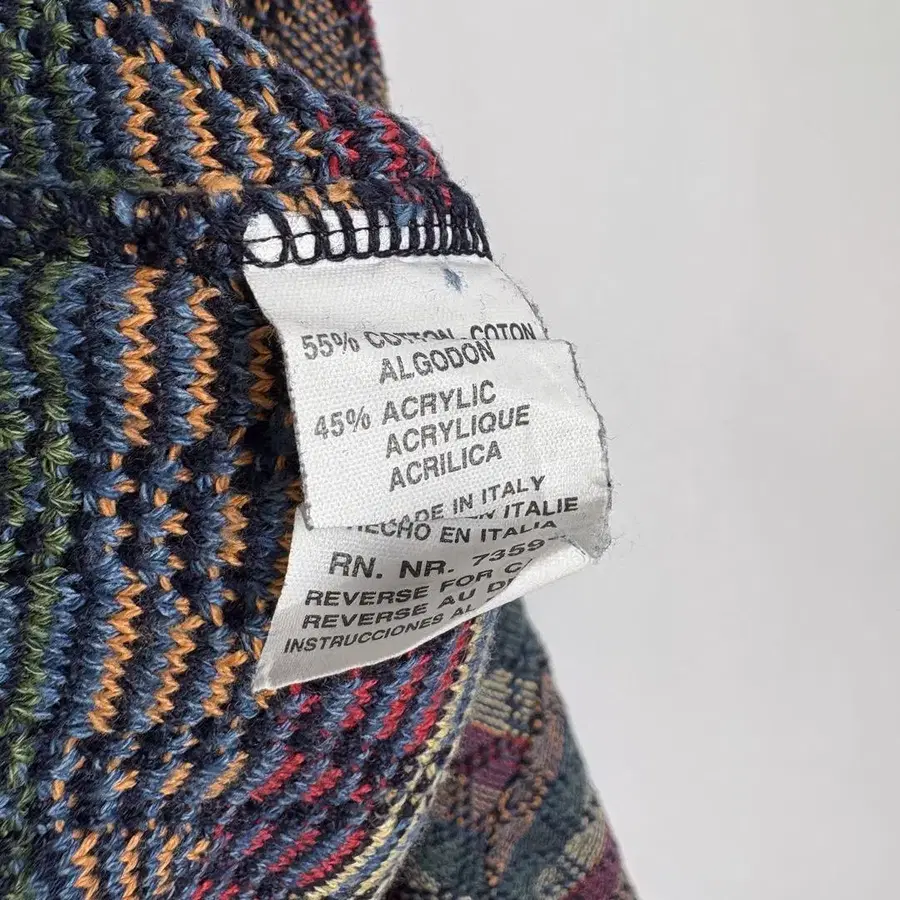 55% COTTON COTON
ALGODON
45% ACRYLIC
ACRYLIQUE
ACRILICA
MADE IN ITALY
ITALIE
HECHO EN ITALIA
RN. NR. 7359
REVERSE FOR
REVERSE AU
INSTRUCCIONES AL